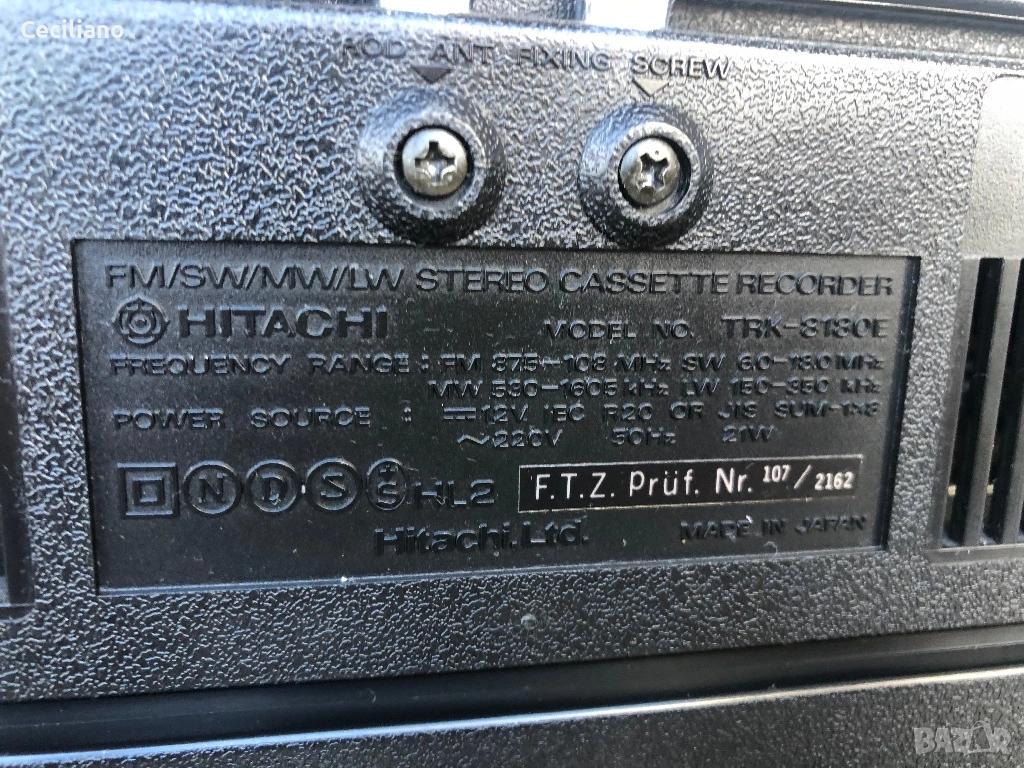 Ceciliano
ROD ANT FIXING SCREW
FM/SW/MW/LW STEREO CASSETTE RECORDER
HITACHI MODEL NO. TRK-8180E
FREQUENCY RANGE : FM 87.5-108 MHz SW 6.0-18.0 MHz
MW 530-1605 kHz LW 150-350 kHz
POWER SOURCE : 12V IEC R20 OR JIS SUM-1×8
~220V 50Hz 21W
N D S S HL2 F.T.Z. Prüf. Nr. 107/2162
Hitachi, Ltd. MADE IN JAPAN
BAZAR